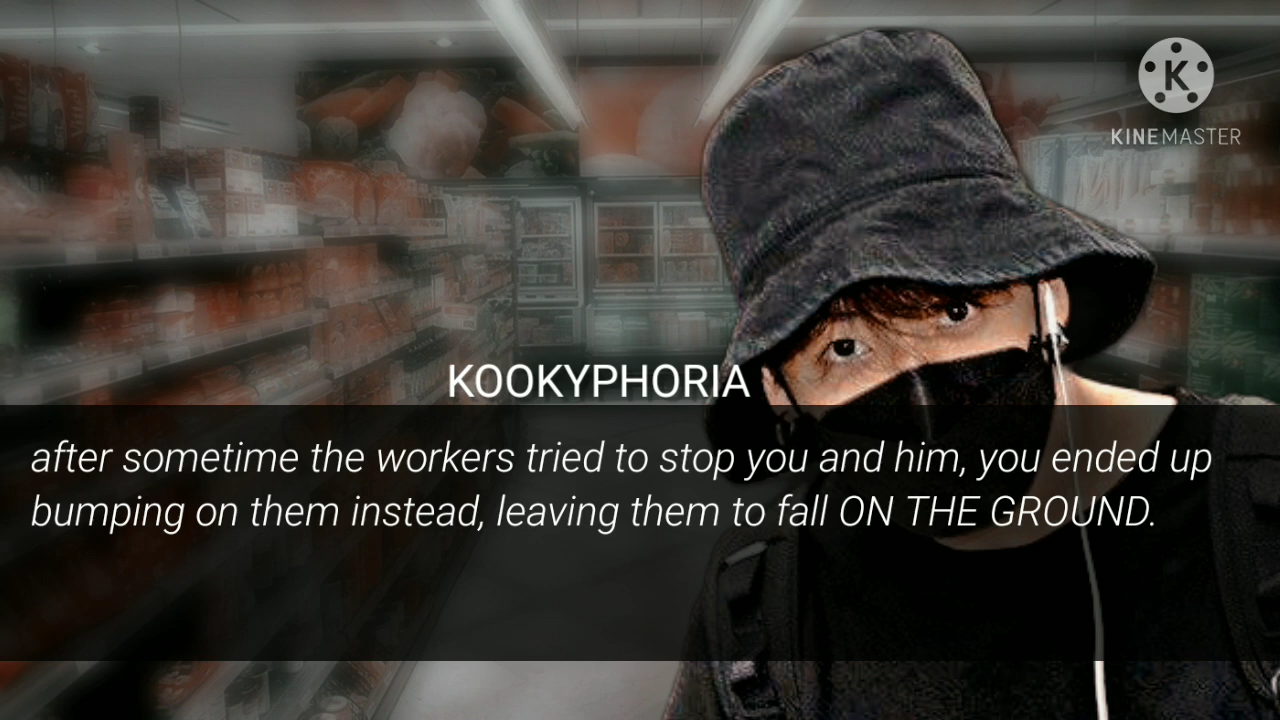 KINEMASTER
KOOKYPHORIA
after sometime the workers tried to stop you and him, you ended up
bumping on them instead, leaving them to fall ON THE GROUND.